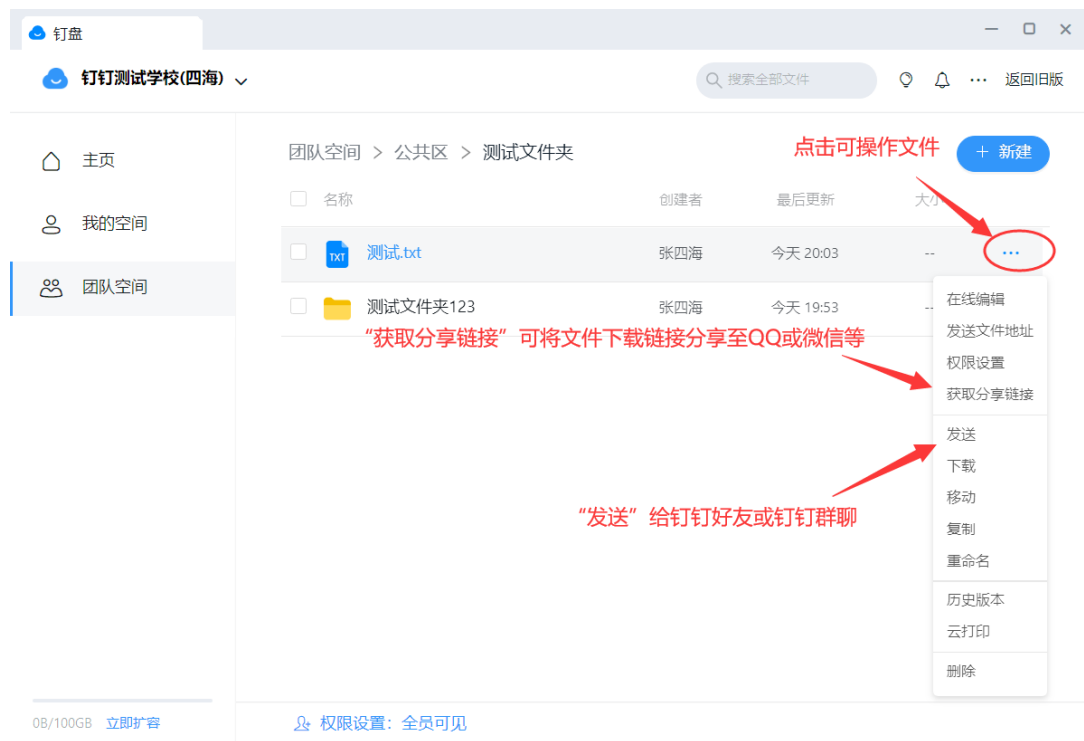 钉盘
钉钉测试学校(四海)
搜索全部文件
返回旧版
主页
我的空间
团队空间
团队空间 > 公共区 > 测试文件夹
点击可操作文件
+ 新建
名称 创建者 最后更新 大小
TXT 测试.txt 张四海 今天 20:03 -- ...
测试文件夹123 张四海 今天 19:53 --
“获取分享链接”可将文件下载链接分享至QQ或微信等
在线编辑
发送文件地址
权限设置
获取分享链接
发送
下载
移动
复制
重命名
历史版本
云打印
删除
“发送”给钉钉好友或钉钉群聊
0B/100GB 立即扩容
权限设置：全员可见